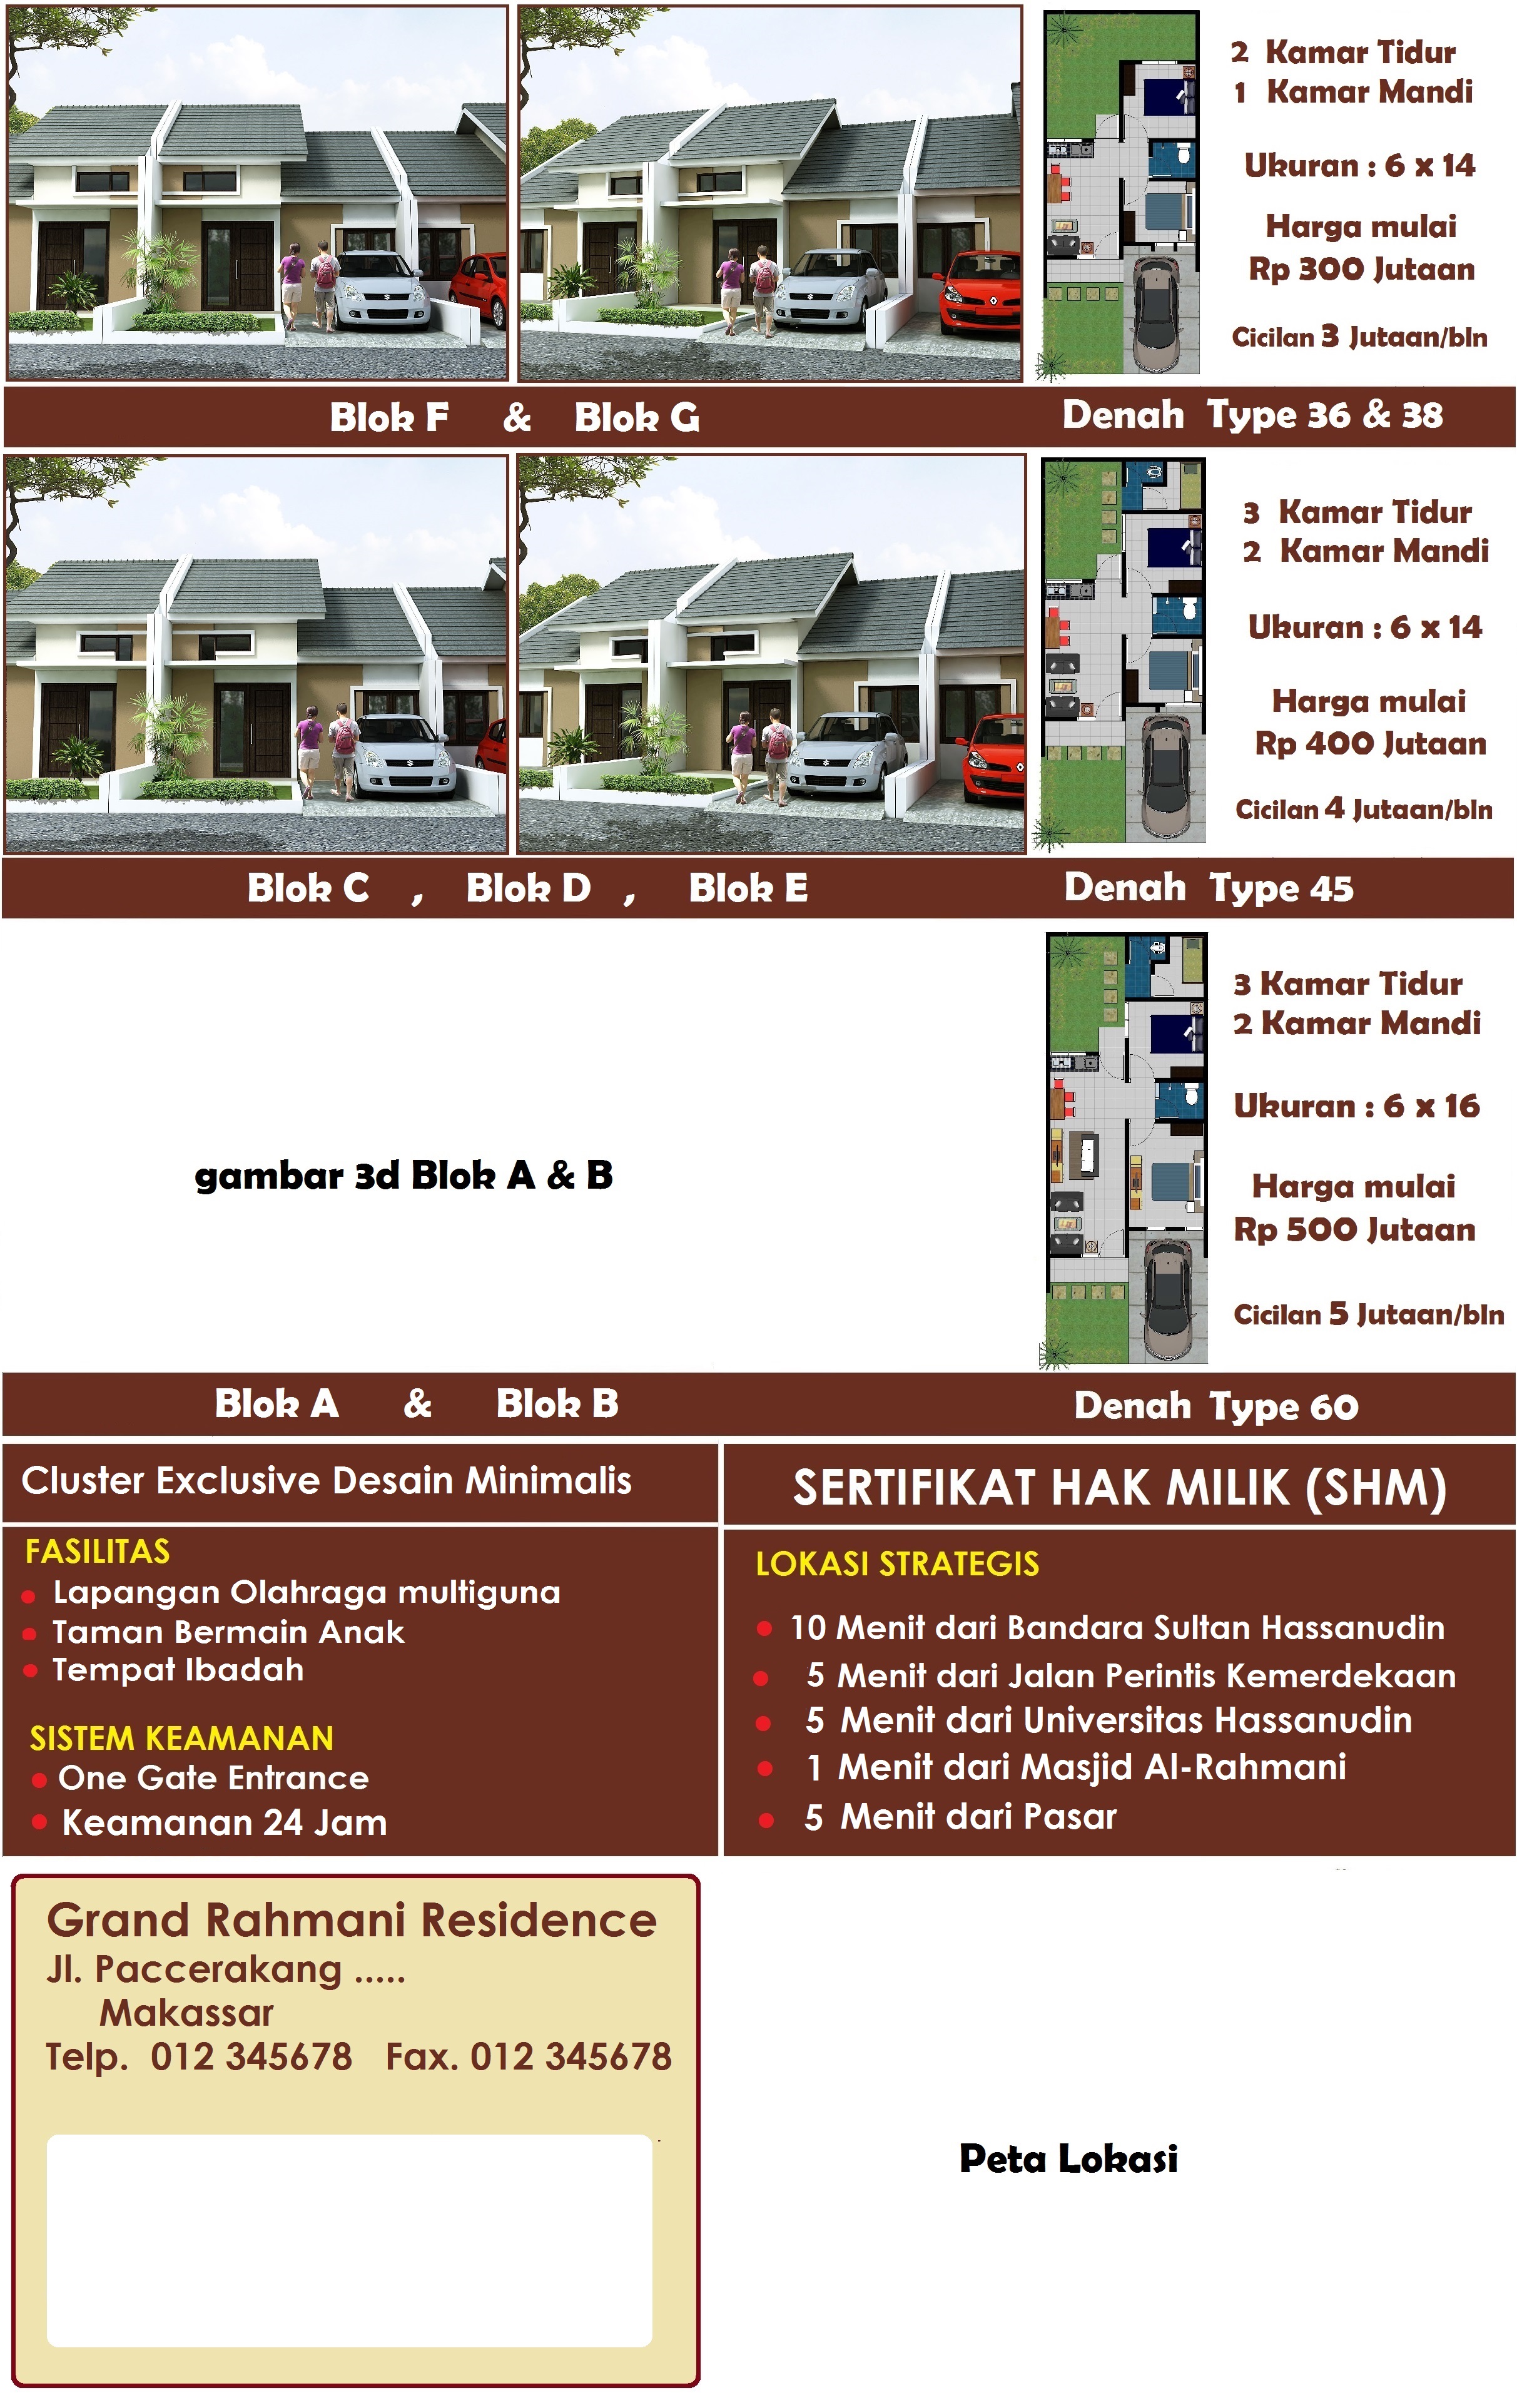 2 Kamar Tidur
1 Kamar Mandi
Ukuran : 6 x 14
Harga mulai
Rp 300 Jutaan
Cicilan 3 Jutaan/bln
Blok F & Blok G
Denah Type 36 & 38
3 Kamar Tidur
2 Kamar Mandi
Ukuran : 6 x 14
Harga mulai
Rp 400 Jutaan
Cicilan 4 Jutaan/bln
Blok C , Blok D , Blok E
Denah Type 45
gambar 3d Blok A & B
3 Kamar Tidur
2 Kamar Mandi
Ukuran : 6 x 16
Harga mulai
Rp 500 Jutaan
Cicilan 5 Jutaan/bln
Blok A & Blok B
Denah Type 60
Cluster Exclusive Desain Minimalis
FASILITAS
Lapangan Olahraga multiguna
Taman Bermain Anak
Tempat Ibadah
SISTEM KEAMANAN
One Gate Entrance
Keamanan 24 Jam
SERTIFIKAT HAK MILIK (SHM)
LOKASI STRATEGIS
10 Menit dari Bandara Sultan Hassanudin
5 Menit dari Jalan Perintis Kemerdekaan
5 Menit dari Universitas Hassanudin
1 Menit dari Masjid Al-Rahmani
5 Menit dari Pasar
Grand Rahmani Residence
Jl. Paccerakang .....
Makassar
Telp. 012 345678 Fax. 012 345678
Peta Lokasi